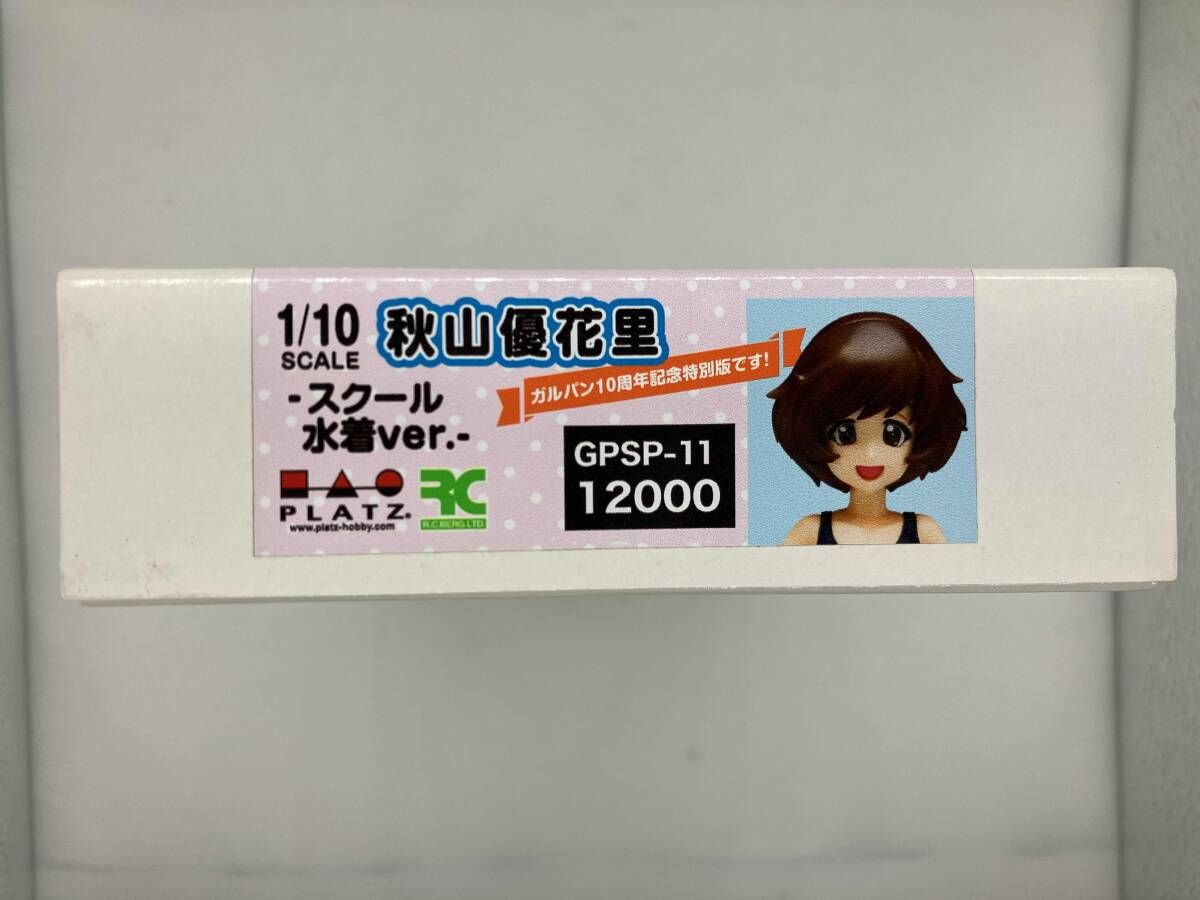 1/10
SCALE
秋山優花里
ガルパン10周年記念特別版です!
-スクール
水着ver.-
GPSP-11
12000
PLATZ.
www.platz-hobby.com
RC
R.C.BERG LTD.